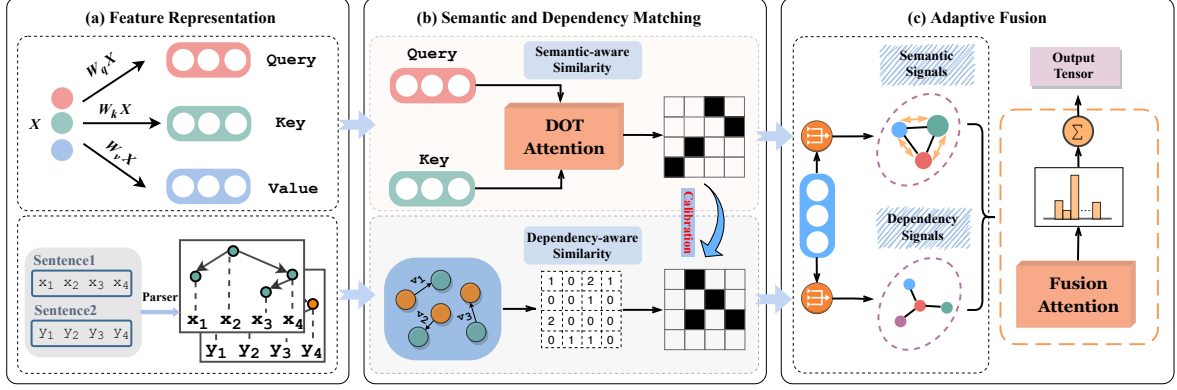 (a) Feature Representation
X
W_q X
W_k X
W_v X
Query
Key
Value
Sentence1
x1 x2 x3 x4
Sentence2
y1 y2 y3 y4
Parser
x1 x2 x3 x4
y1 y2 y3 y4
(b) Semantic and Dependency Matching
Query
Semantic-aware
Similarity
DOT
Attention
Key
Calibration
Dependency-aware
Similarity
v1
v2
v3
1 0 2 1
0 0 1 0
2 0 0 0
0 1 1 0
(c) Adaptive Fusion
Semantic
Signals
Dependency
Signals
Output
Tensor
Σ
...
Fusion
Attention